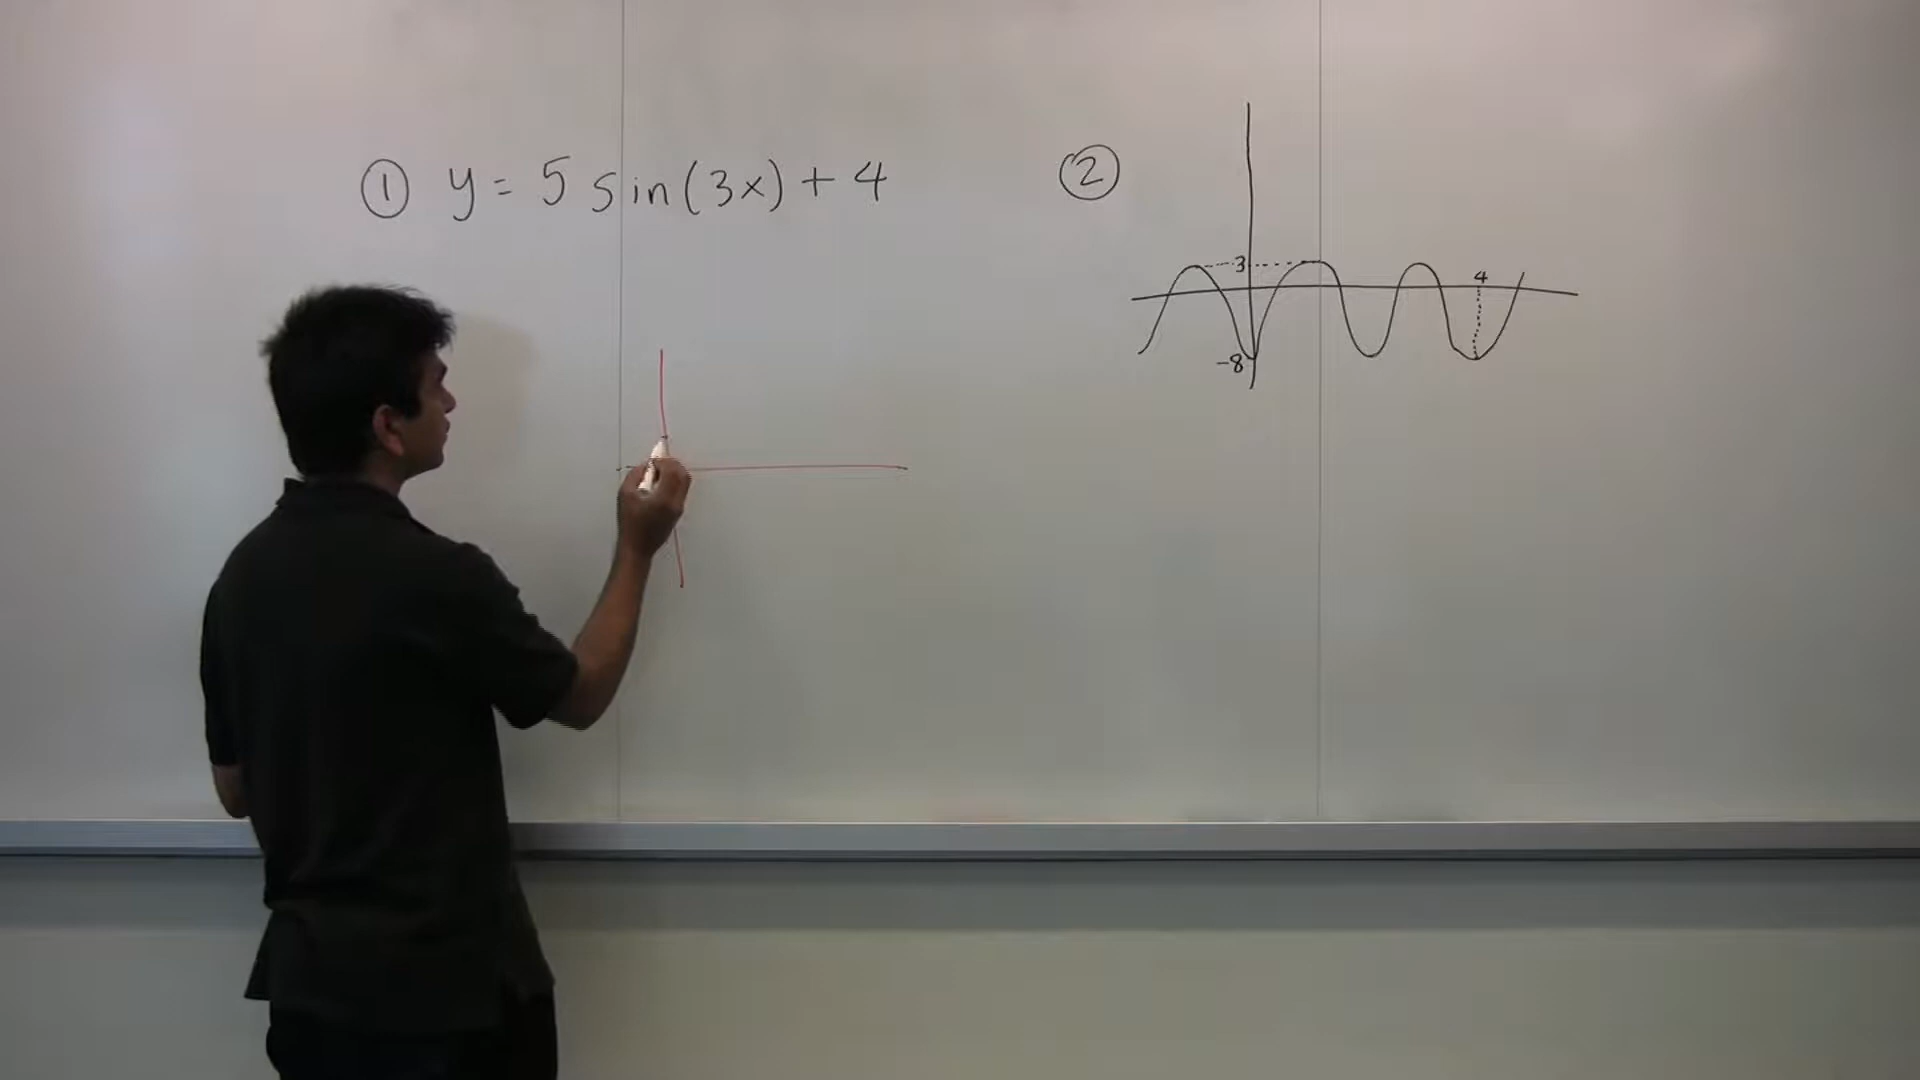 ① y = 5 sin(3x) + 4
②
3
4
-8